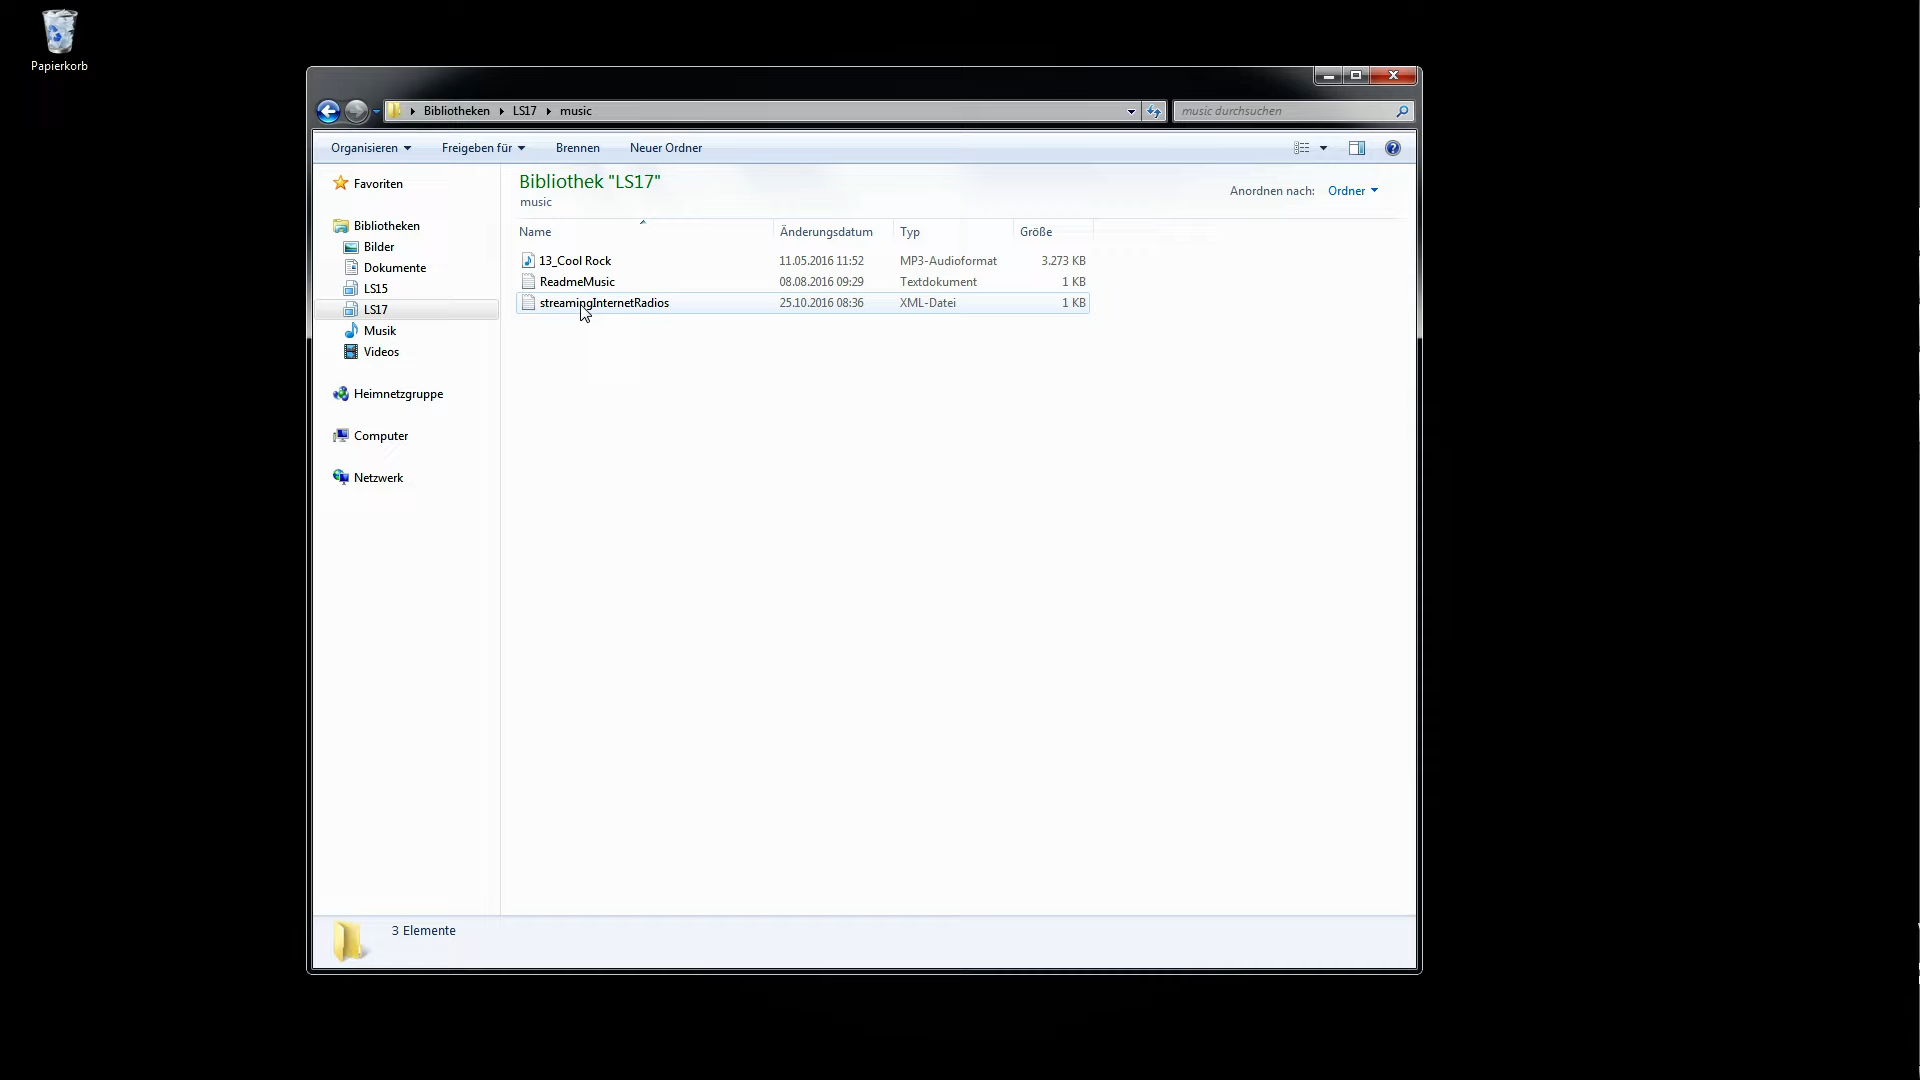 Papierkorb
Bibliotheken LS17 music
music durchsuchen
Organisieren Freigeben für Brennen Neuer Ordner
Favoriten
Bibliotheken
Bilder
Dokumente
LS15
LS17
Musik
Videos
Heimnetzgruppe
Computer
Netzwerk
Bibliothek "LS17"
music
Anordnen nach: Ordner
Name Änderungsdatum Typ Größe
13_Cool Rock 11.05.2016 11:52 MP3-Audioformat 3.273 KB
ReadmeMusic 08.08.2016 09:29 Textdokument 1 KB
streamingInternetRadios 25.10.2016 08:36 XML-Datei 1 KB
3 Elemente